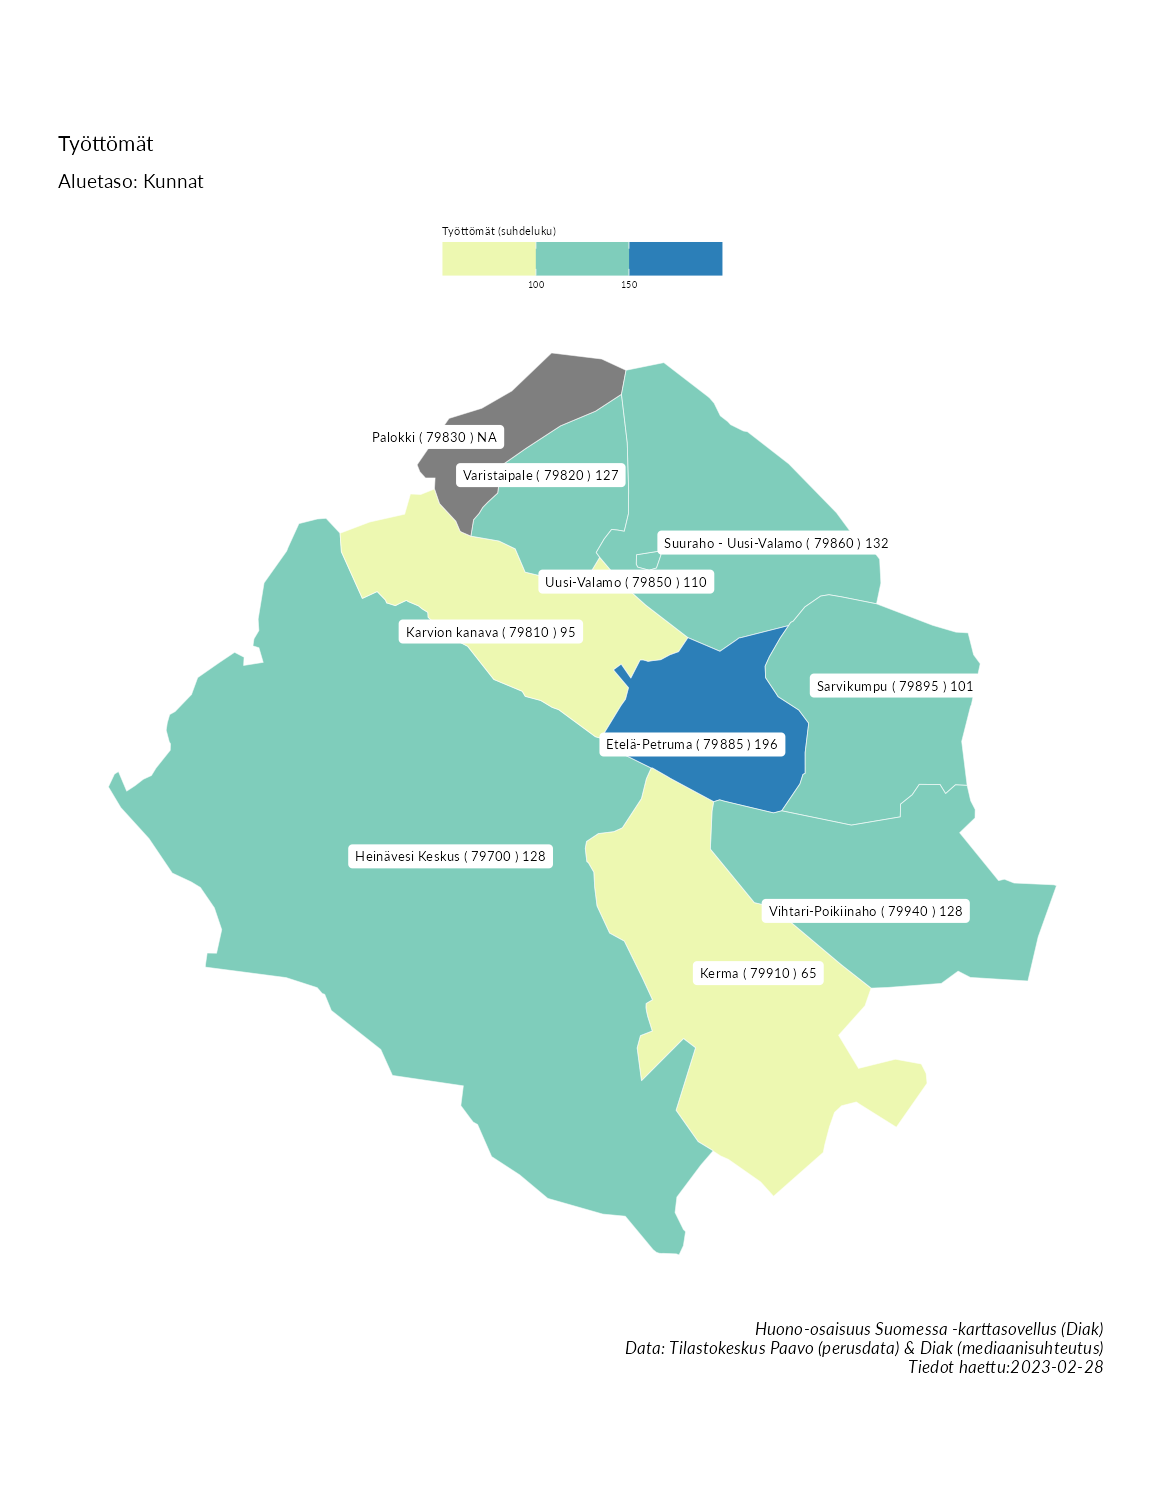 Työttömät
Aluetaso: Kunnat
Työttömät (suhdeluku)
100
150
Palokki ( 79830 ) NA
Varistaipale ( 79820 ) 127
Suuraho - Uusi-Valamo ( 79860 ) 132
Uusi-Valamo ( 79850 ) 110
Karvion kanava ( 79810 ) 95
Sarvikumpu ( 79895 ) 101
Etelä-Petruma ( 79885 ) 196
Heinävesi Keskus ( 79700 ) 128
Vihtari-Poikiinaho ( 79940 ) 128
Kerma ( 79910 ) 65
Huono-osaisuus Suomessa -karttasovellus (Diak)
Data: Tilastokeskus Paavo (perusdata) & Diak (mediaanisuhteutus)
Tiedot haettu:2023-02-28